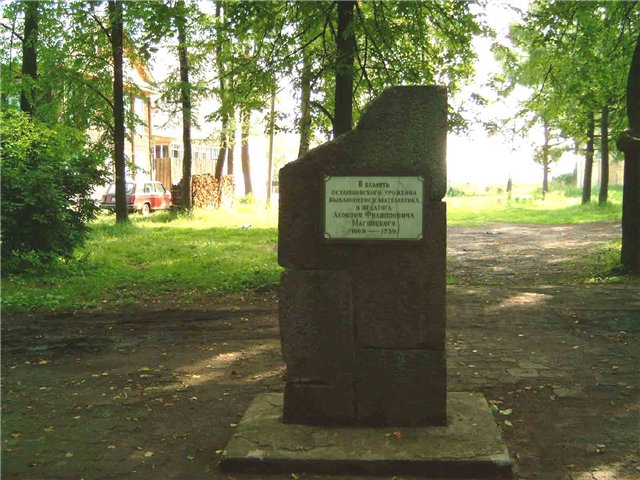 В память
осташковского уроженца
выдающегося математика
и педагога
Леонтия Филипповича
Магницкого
/1669 — 1739/